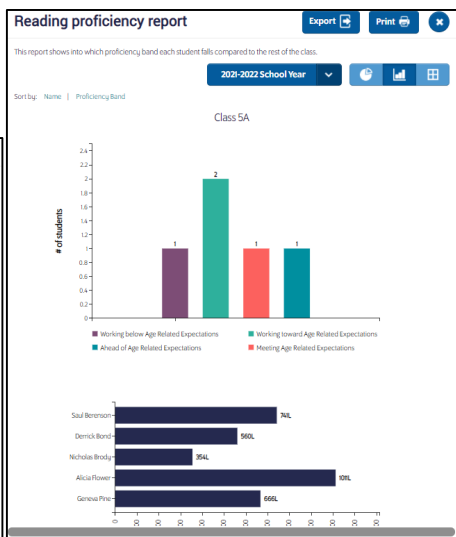 Reading proficiency report
Export
Print
This report shows into which proficiency band each student falls compared to the rest of the class.
2021-2022 School Year
Sort by: Name | Proficiency Band
Class 5A
# of students
2.4
2.2
2
1.8
1.6
1.4
1.2
1
0.8
0.6
0.4
0.2
0
1
2
1
1
Working below Age Related Expectations
Working toward Age Related Expectations
Ahead of Age Related Expectations
Meeting Age Related Expectations
Saul Berenson 741L
Derrick Bond 560L
Nicholas Brody 354L
Alicia Flower 1011L
Geneva Pine 666L